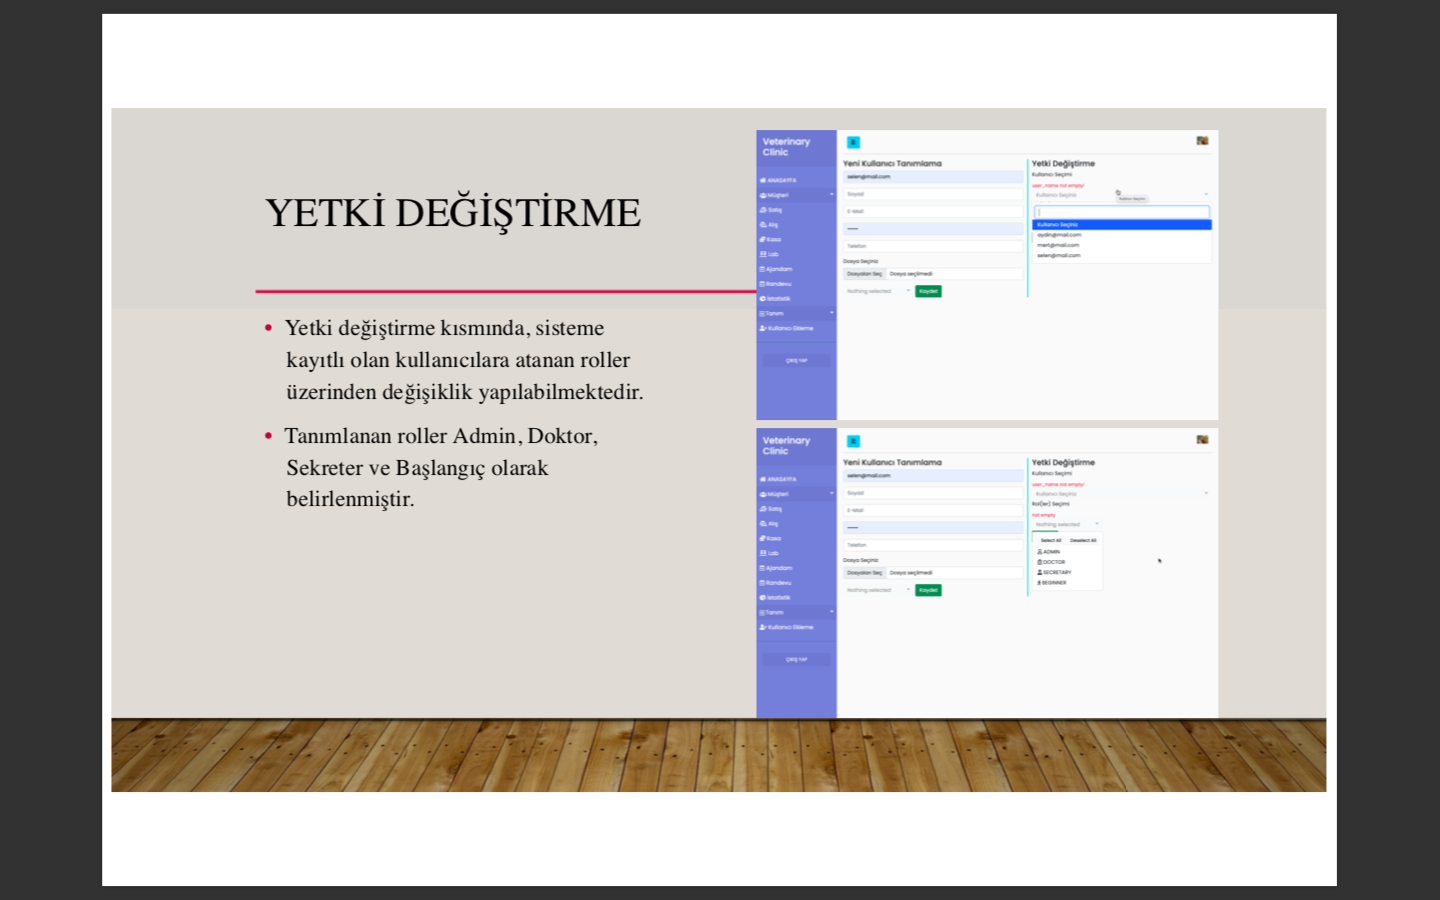 YETKİ DEĞİŞTİRME
• Yetki değiştirme kısmında, sisteme
kayıtlı olan kullanıcılara atanan roller
üzerinden değişiklik yapılabilmektedir.
• Tanımlanan roller Admin, Doktor,
Sekreter ve Başlangıç olarak
belirlenmiştir.
Veterinary
Clinic
ANASAYFA
Müşteri
Satış
Alış
Kasa
Lab
Ajandam
Randevu
İstatistik
Tanım
Kullanıcı Ekleme
ÇIKIŞ YAP
Yeni Kullanıcı Tanımlama
selen@mail.com
Soyad
E-Mail
Telefon
Dosya Seçiniz
Dosyaları Seç Dosya seçilmedi
Nothing selected Kaydet
Yetki Değiştirme
Kullanıcı Seçimi
user_name not empty!
Kullanıcı Seçiniz
Kullanıcı Seçiniz
aydin@mail.com
mert@mail.com
selen@mail.com
Veterinary
Clinic
ANASAYFA
Müşteri
Satış
Alış
Kasa
Lab
Ajandam
Randevu
İstatistik
Tanım
Kullanıcı Ekleme
ÇIKIŞ YAP
Yeni Kullanıcı Tanımlama
selen@mail.com
Soyad
E-Mail
Telefon
Dosya Seçiniz
Dosyaları Seç Dosya seçilmedi
Nothing selected Kaydet
Yetki Değiştirme
Kullanıcı Seçimi
user_name not empty!
Kullanıcı Seçiniz
Rol(ler) Seçimi
not empty
Nothing selected
Select All Deselect All
ADMIN
DOCTOR
SECRETARY
BEGINNER